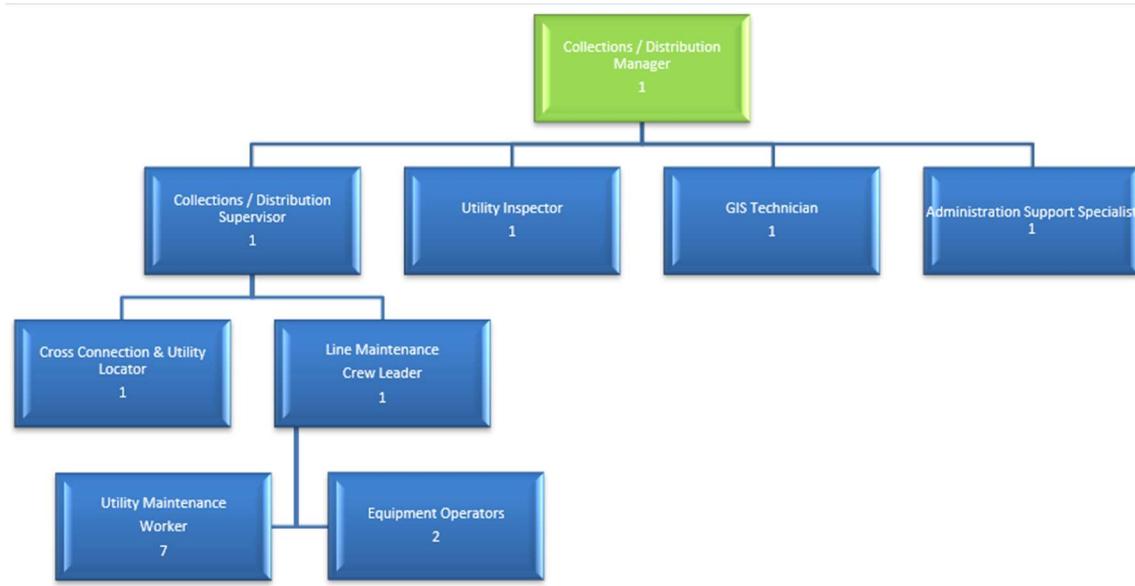 Collections / Distribution
Manager
1
Collections / Distribution
Supervisor
1
Utility Inspector
1
GIS Technician
1
Administration Support Specialist
1
Cross Connection & Utility
Locator
1
Line Maintenance
Crew Leader
1
Utility Maintenance
Worker
7
Equipment Operators
2